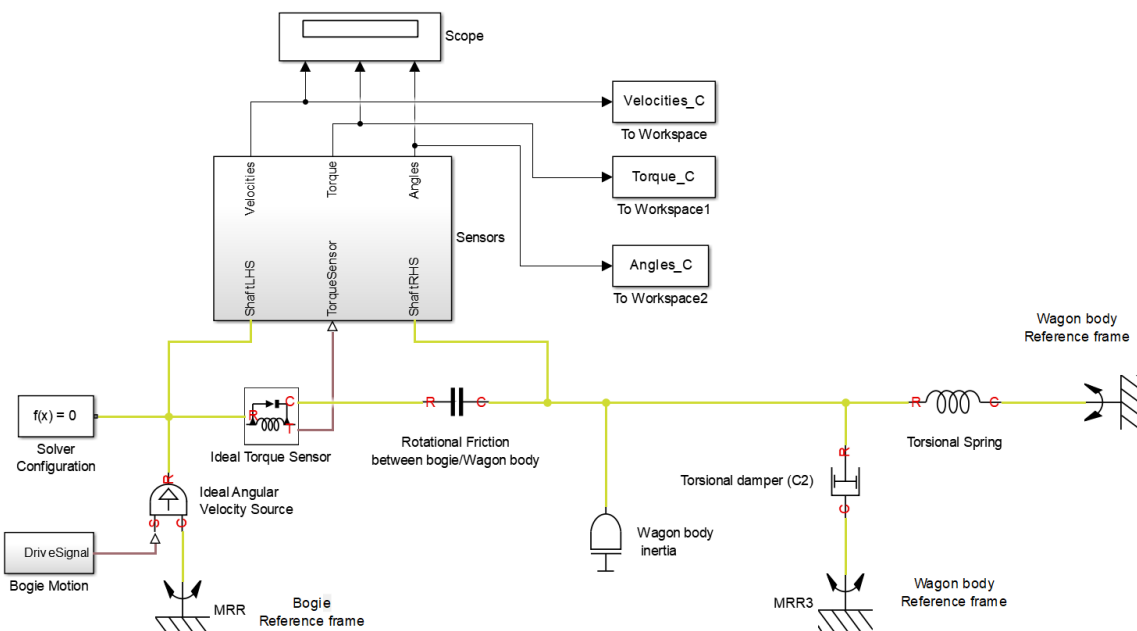 Scope
Velocities_C
To Workspace
Velocities
Torque
Angles
Torque_C
To Workspace1
Sensors
ShaftLHS
TorqueSensor
ShaftRHS
Angles_C
To Workspace2
Wagon body
Reference frame
f(x) = 0
Solver
Configuration
R
C
T
Ideal Torque Sensor
R
C
Rotational Friction
between bogie/Wagon body
R
C
Torsional Spring
R
Ideal Angular
Velocity Source
S
C
R
Torsional damper (C2)
C
Wagon body
inertia
DriveSignal
Bogie Motion
MRR
Bogie
Reference frame
MRR3
Wagon body
Reference frame